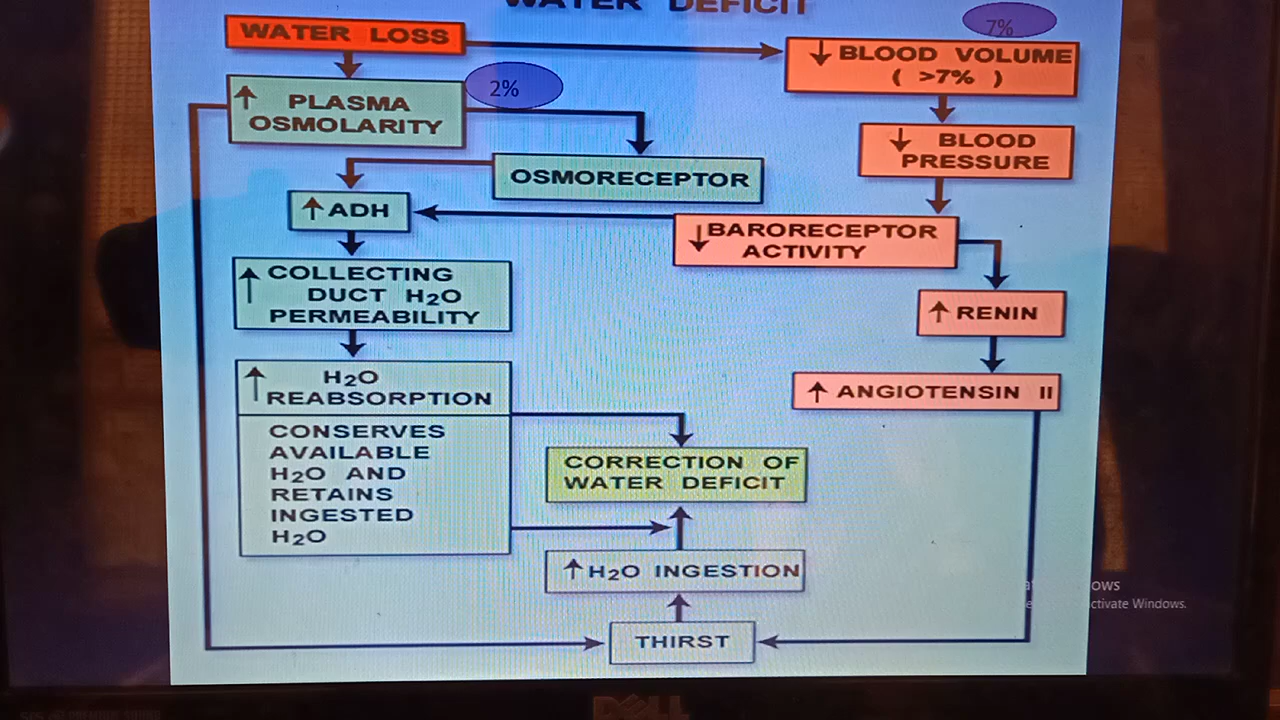 WATER DEFICIT
WATER LOSS
7%
↓ BLOOD VOLUME
( >7% )
↑ PLASMA
OSMOLARITY
2%
↓ BLOOD
PRESSURE
OSMORECEPTOR
↑ ADH
↓ BARORECEPTOR
ACTIVITY
↑ COLLECTING
DUCT H2O
PERMEABILITY
↑ RENIN
↑ H2O
REABSORPTION
↑ ANGIOTENSIN II
CONSERVES
AVAILABLE
H2O AND
RETAINS
INGESTED
H2O
CORRECTION OF
WATER DEFICIT
↑ H2O INGESTION
THIRST
ctivate Windows.
DELL